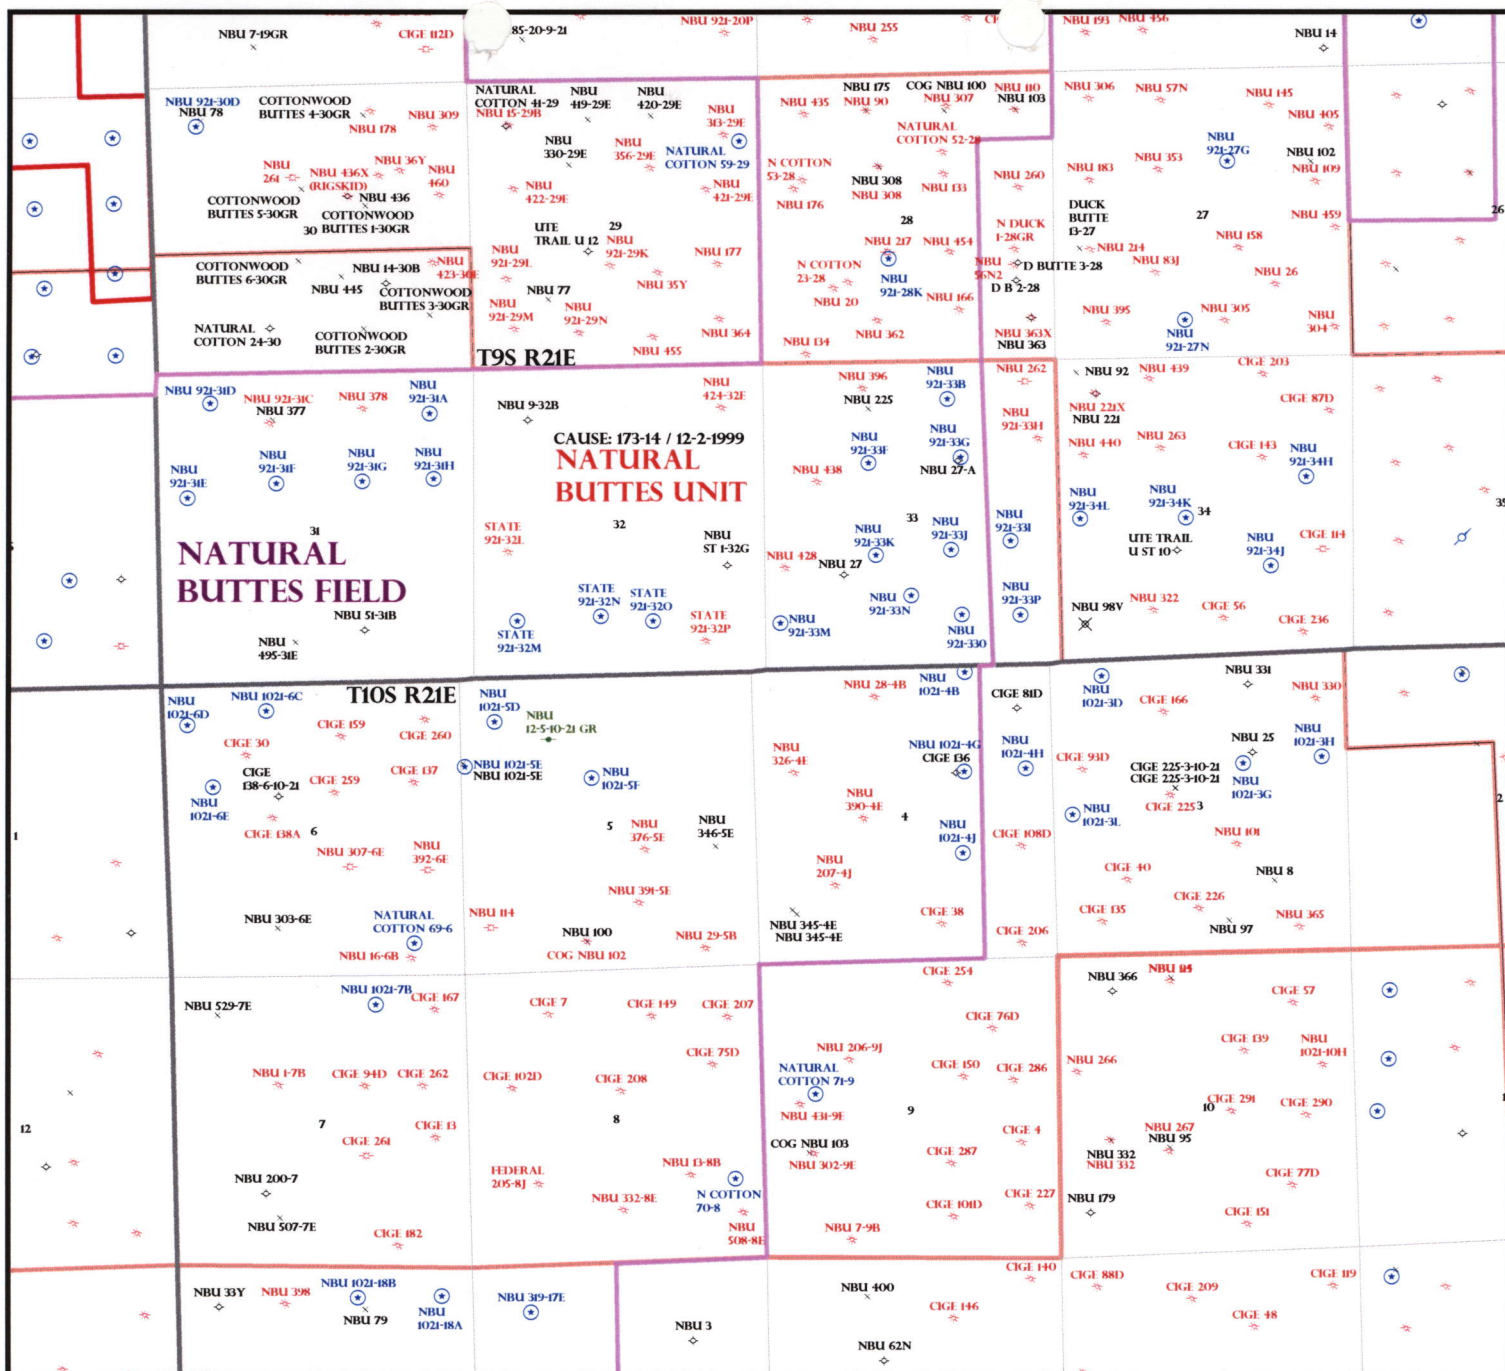 NBU 7-19GR
CIGE 112D
85-20-9-21
NBU 921-20P
NBU 255
NBU 193
NBU 456
NBU 14
NBU 921-30D
NBU 78
COTTONWOOD
BUTTES 4-30GR
NBU 178
NBU 309
NBU
261
NBU 436X
(RIGSKID)
NBU 36Y
NBU
460
NBU 436
COTTONWOOD
BUTTES 5-30GR
COTTONWOOD
BUTTES 1-30GR
30
COTTONWOOD
BUTTES 6-30GR
NBU 14-30B
NBU
423-30E
NBU 445
COTTONWOOD
BUTTES 3-30GR
NATURAL
COTTON 24-30
COTTONWOOD
BUTTES 2-30GR
NATURAL
COTTON 41-29
NBU 15-29B
NBU
419-29E
NBU
420-29E
NBU
313-29E
NBU
330-29E
NBU
356-29E
NATURAL
COTTON 59-29
NBU
422-29E
NBU
421-29E
UTE
TRAIL U 12
29
NBU
921-29L
NBU
921-29K
NBU 177
NBU 35Y
NBU
921-29M
NBU 77
NBU
921-29N
NBU 364
NBU 455
T9S R21E
NBU 175
COG NBU 100
NBU 110
NBU 435
NBU 90
NBU 307
NBU 103
NATURAL
COTTON 52-28
N COTTON
53-28
NBU 308
NBU 308
NBU 133
NBU 260
NBU 176
28
N DUCK
1-28GR
NBU 217
NBU 454
N COTTON
23-28
NBU
921-28K
NBU
56N2
D BUTTE 3-28
D B 2-28
NBU 20
NBU 166
NBU 362
NBU 134
NBU 363X
NBU 363
NBU 306
NBU 57N
NBU 145
NBU 405
NBU
921-27G
NBU 102
NBU 183
NBU 353
NBU 109
DUCK
BUTTE
13-27
27
NBU 459
26
NBU 214
NBU 158
NBU 83J
NBU 26
NBU 395
NBU
921-27N
NBU 305
NBU
304
NBU 921-31D
NBU 921-31C
NBU 377
NBU 378
NBU
921-31A
NBU
921-31E
NBU
921-31F
NBU
921-31G
NBU
921-31H
31
NATURAL
BUTTES FIELD
NBU 51-31B
NBU
495-31E
NBU 9-32B
NBU
424-32E
CAUSE: 173-14 / 12-2-1999
NATURAL
BUTTES UNIT
STATE
921-32L
32
NBU
ST 1-32G
STATE
921-32N
STATE
921-32O
STATE
921-32M
STATE
921-32P
NBU 396
NBU 225
NBU
921-33B
NBU 262
NBU
921-33H
NBU
921-33F
NBU
921-33G
NBU 27-A
NBU 438
33
NBU
921-33K
NBU
921-33J
NBU
921-33I
NBU 428
NBU 27
NBU
921-33N
NBU
921-33P
NBU
921-33M
NBU
921-33O
NBU 92
NBU 439
CIGE 203
NBU 221X
NBU 221
CIGE 87D
NBU 440
NBU 263
CIGE 143
NBU
921-34H
NBU
921-34L
NBU
921-34K
34
35
UTE TRAIL
U ST 10
NBU
921-34J
CIGE 114
NBU 98V
NBU 322
CIGE 56
CIGE 236
T10S R21E
NBU
1021-6D
NBU 1021-6C
CIGE 159
CIGE 260
CIGE 30
CIGE
138-6-10-21
CIGE 259
CIGE 137
NBU
1021-6E
CIGE 138A
6
NBU 307-6E
NBU
392-6E
NBU 303-6E
NATURAL
COTTON 69-6
NBU 16-6B
1
NBU
1021-5D
NBU
12-5-10-21 GR
NBU 1021-5E
NBU 1021-5E
NBU
1021-5F
5
NBU
376-5E
NBU
346-5E
NBU 391-5E
NBU 114
NBU 100
COG NBU 102
NBU 29-5B
NBU 28-4B
NBU
1021-4B
CIGE 81D
NBU
326-4E
NBU 1021-4G
CIGE 136
NBU
1021-4H
NBU
390-4E
4
NBU
1021-4J
CIGE 108D
NBU
207-4J
NBU 345-4E
NBU 345-4E
CIGE 38
CIGE 206
NBU
1021-3D
NBU 331
NBU 330
CIGE 166
CIGE 93D
NBU 25
NBU
1021-3H
CIGE 225-3-10-21
CIGE 225-3-10-21
NBU
1021-3G
CIGE 225
3
NBU
1021-3L
NBU 101
2
CIGE 40
NBU 8
CIGE 135
CIGE 226
NBU 97
NBU 365
NBU 529-7E
NBU 1021-7B
CIGE 167
NBU 1-7B
CIGE 94D
CIGE 262
12
7
CIGE 261
CIGE 13
NBU 200-7
NBU 507-7E
CIGE 182
CIGE 7
CIGE 149
CIGE 207
CIGE 75D
CIGE 102D
CIGE 208
8
FEDERAL
205-8J
NBU 13-8B
NBU 332-8E
N COTTON
70-8
NBU
508-8E
CIGE 254
CIGE 76D
NBU 206-9J
NATURAL
COTTON 71-9
CIGE 150
CIGE 286
NBU 431-9E
9
COG NBU 103
NBU 302-9E
CIGE 287
CIGE 4
CIGE 101D
CIGE 227
NBU 7-9B
NBU 366
CIGE 57
CIGE 139
NBU
1021-10H
NBU 266
CIGE 291
CIGE 290
10
NBU 267
NBU 95
NBU 332
NBU 332
CIGE 77D
NBU 179
CIGE 151
NBU 33Y
NBU 398
NBU 1021-18B
NBU 79
NBU
1021-18A
NBU 319-17E
NBU 3
NBU 400
CIGE 146
NBU 62N
CIGE 140
CIGE 88D
CIGE 209
CIGE 48
CIGE 119